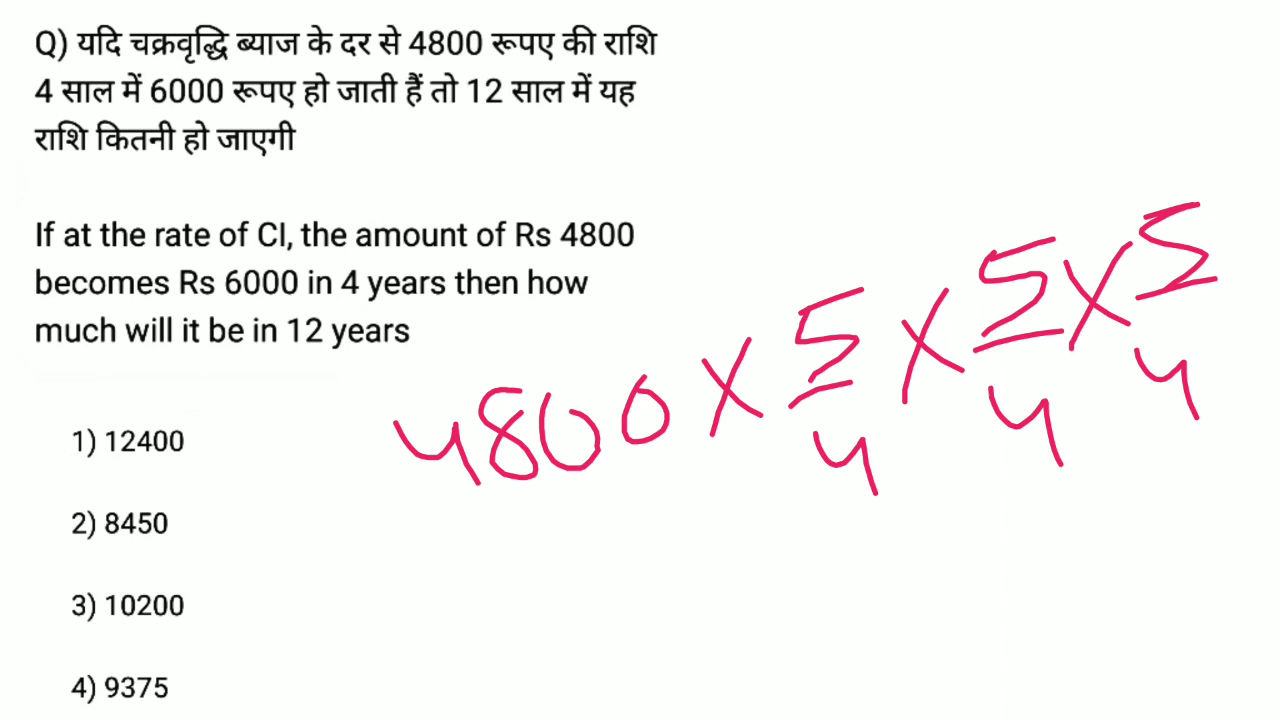 Q) यदि चक्रवृद्धि ब्याज के दर से 4800 रूपए की राशि
4 साल में 6000 रूपए हो जाती हैं तो 12 साल में यह
राशि कितनी हो जाएगी
If at the rate of CI, the amount of Rs 4800
becomes Rs 6000 in 4 years then how
much will it be in 12 years
4800 × 5/4 × 5/4 × 5/4
1) 12400
2) 8450
3) 10200
4) 9375